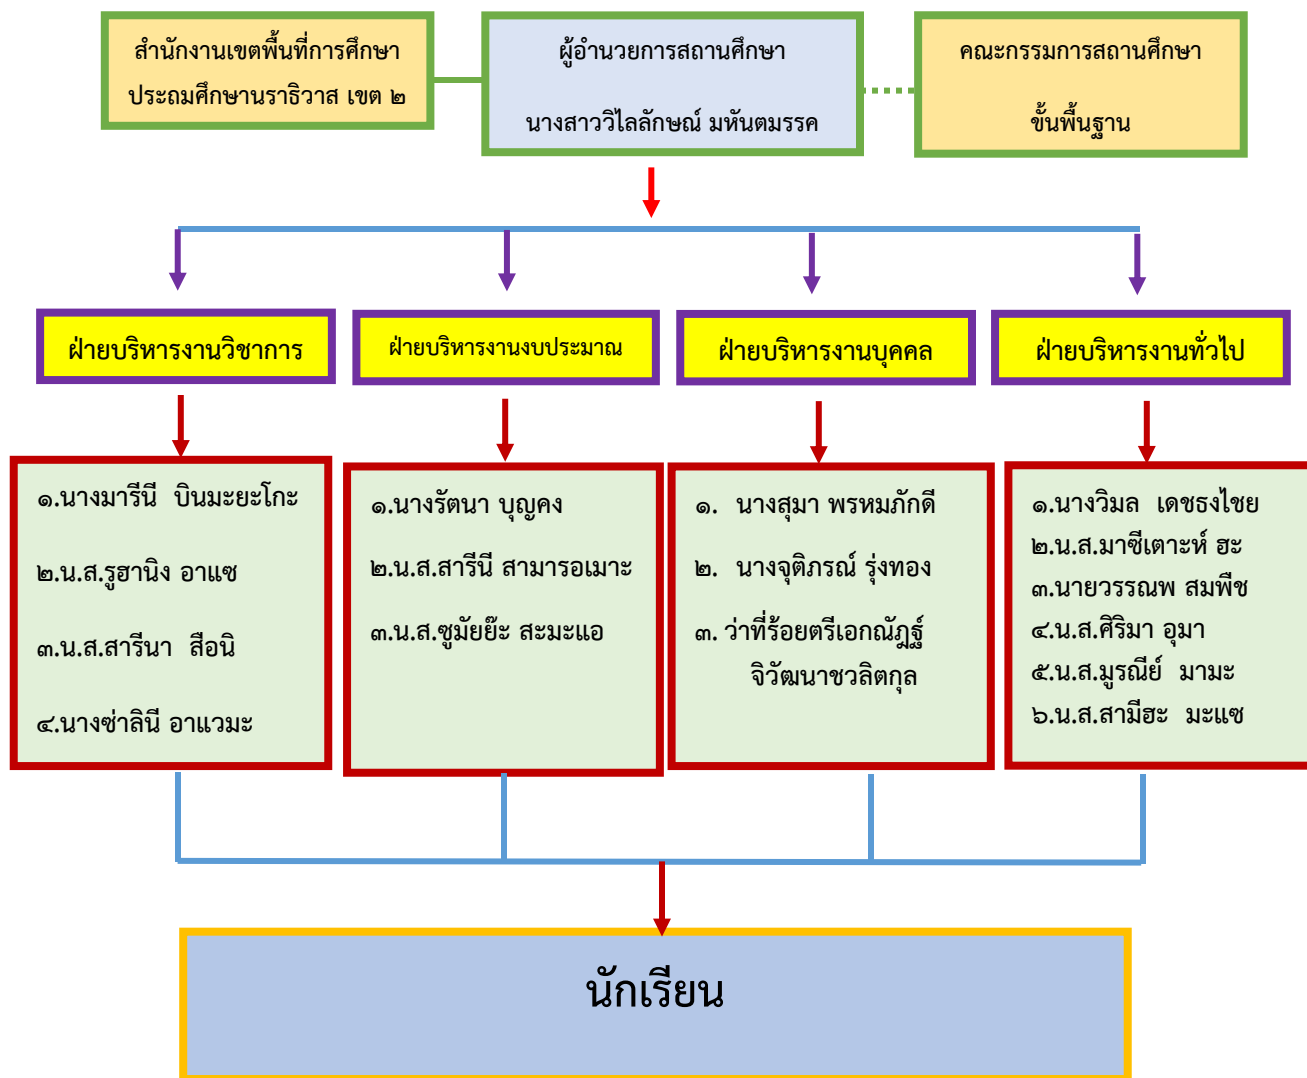 สำนักงานเขตพื้นที่การศึกษา
ประถมศึกษานราธิวาส เขต ๒
ผู้อำนวยการสถานศึกษา
นางสาววิไลลักษณ์ มหันตมรรค
คณะกรรมการสถานศึกษา
ขั้นพื้นฐาน
ฝ่ายบริหารงานวิชาการ
ฝ่ายบริหารงานงบประมาณ
ฝ่ายบริหารงานบุคคล
ฝ่ายบริหารงานทั่วไป
๑.นางมารีนี บินมะยะโกะ
๒.น.ส.รูฮานิง อาแซ
๓.น.ส.สารีนา สือนิ
๔.นางซ่าลินี อาแวมะ
๑.นางรัตนา บุญคง
๒.น.ส.สารีนี สามารอเมาะ
๓.น.ส.ซูมัยย๊ะ สะมะแอ
๑. นางสุมา พรหมภักดี
๒. นางจุติภรณ์ รุ่งทอง
๓. ว่าที่ร้อยตรีเอกณัฎฐ์
จิวัฒนาชวลิตกุล
๑.นางวิมล เดชธงไชย
๒.น.ส.มาซีเตาะห์ ฮะ
๓.นายวรรณพ สมพืช
๔.น.ส.ศิริมา อุมา
๕.น.ส.มูรณีย์ มามะ
๖.น.ส.สามีฮะ มะแซ
นักเรียน